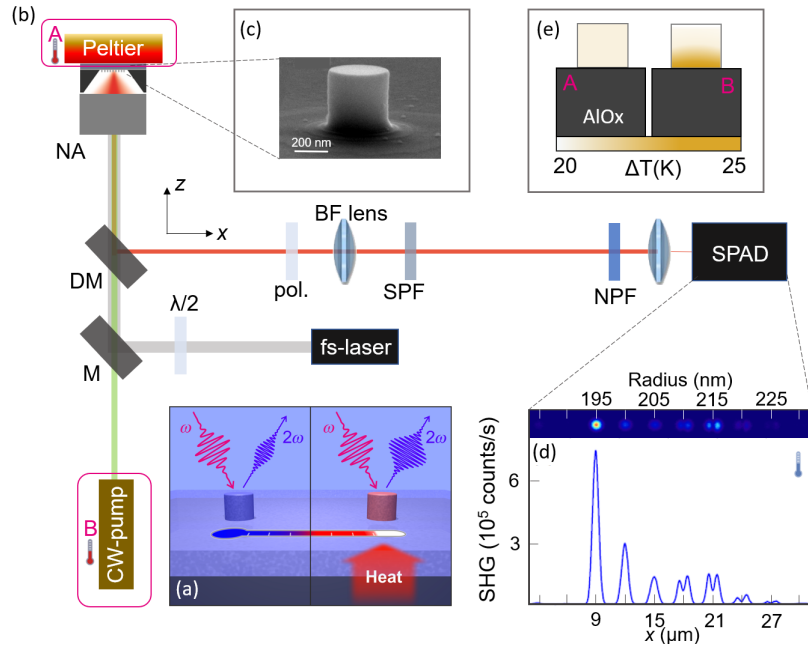 (b)
A
Peltier
NA
z
x
DM
M
λ/2
fs-laser
pol.
BF lens
SPF
NPF
SPAD
B
CW-pump
(c)
200 nm
(e)
A
B
AlOx
20
ΔT(K)
25
ω
2ω
ω
2ω
Heat
(a)
Radius (nm)
195
205
215
225
(d)
SHG (10⁵ counts/s)
6
3
9
15
21
27
x (μm)